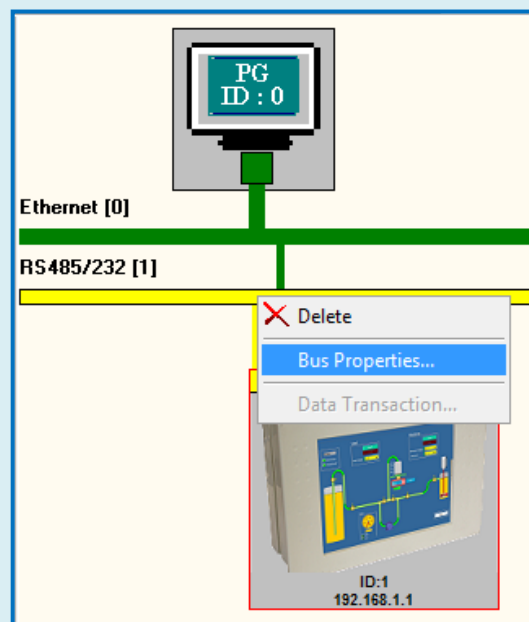 PG
ID : 0
Ethernet [0]
RS485/232 [1]
Delete
Bus Properties...
Data Transaction...
ID:1
192.168.1.1